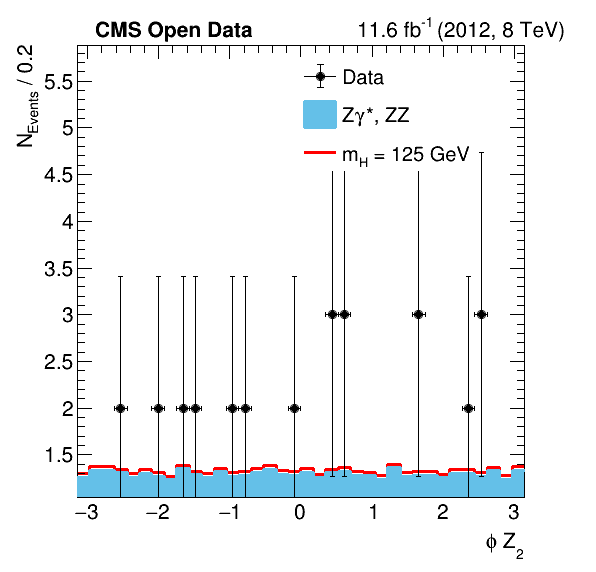 CMS Open Data 11.6 fb⁻¹ (2012, 8 TeV)
N_Events / 0.2
Data
Zγ*, ZZ
m_H = 125 GeV
5.5
5
4.5
4
3.5
3
2.5
2
1.5
−3 −2 −1 0 1 2 3
ϕ Z₂